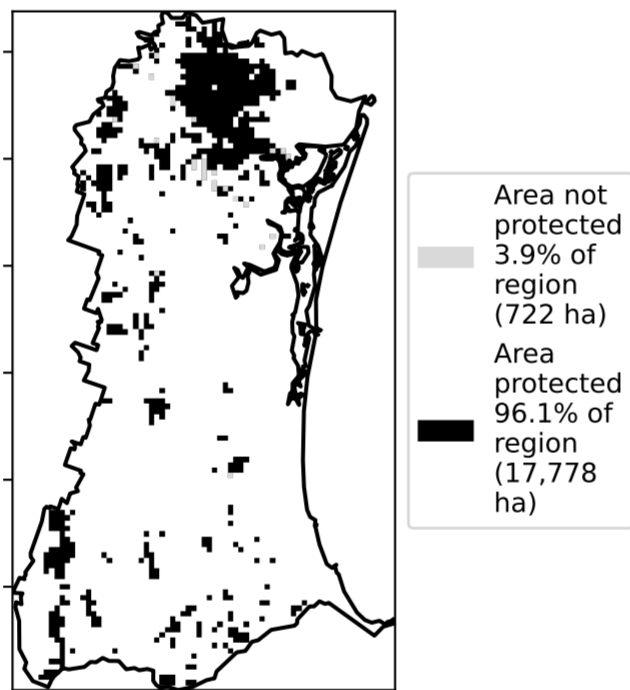 Area not
protected
3.9% of
region
(722 ha)
Area
protected
96.1% of
region
(17,778
ha)